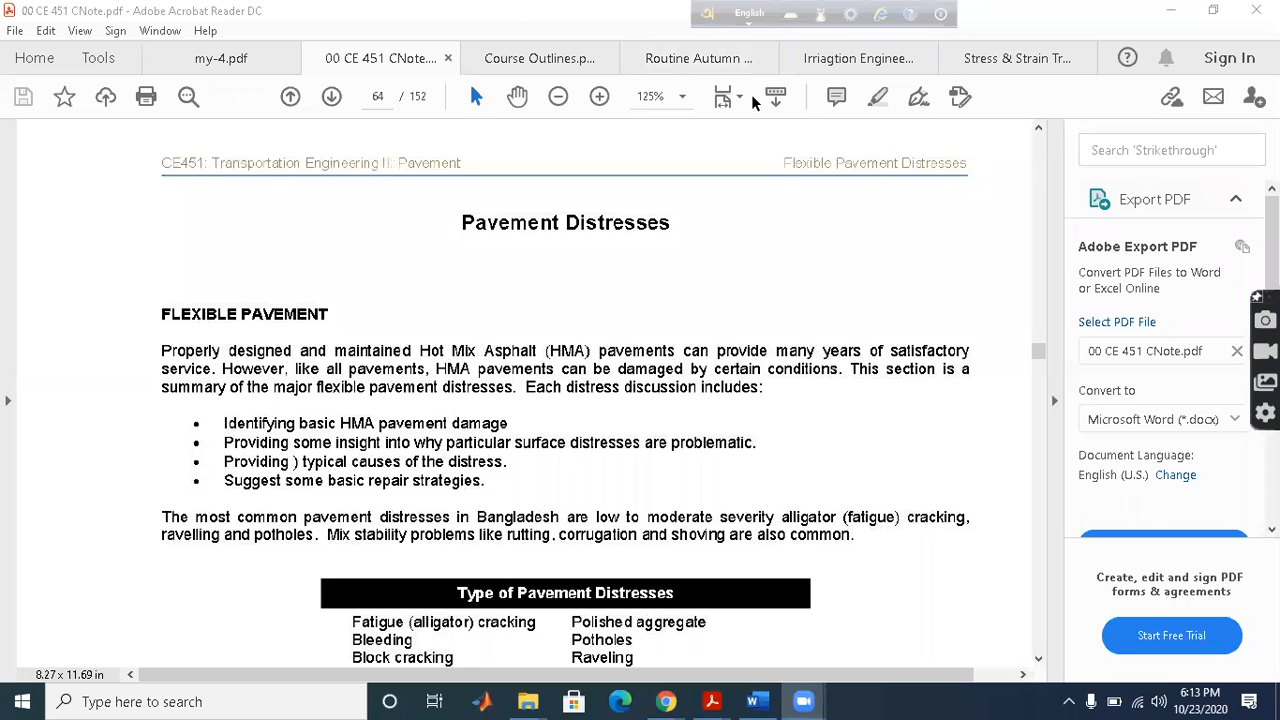 00 CE 451 CNote.pdf - Adobe Acrobat Reader DC
English
File Edit View Sign Window Help
Home Tools my-4.pdf 00 CE 451 CNote.... × Course Outlines.p... Routine Autumn ... Irriagtion Enginee... Stress & Strain Tr... Sign In
64 / 152 125%
CE451: Transportation Engineering II: Pavement Flexible Pavement Distresses
Pavement Distresses
FLEXIBLE PAVEMENT
Properly designed and maintained Hot Mix Asphalt (HMA) pavements can provide many years of satisfactory
service. However, like all pavements, HMA pavements can be damaged by certain conditions. This section is a
summary of the major flexible pavement distresses. Each distress discussion includes:
• Identifying basic HMA pavement damage
• Providing some insight into why particular surface distresses are problematic.
• Providing ) typical causes of the distress.
• Suggest some basic repair strategies.
The most common pavement distresses in Bangladesh are low to moderate severity alligator (fatigue) cracking,
ravelling and potholes. Mix stability problems like rutting, corrugation and shoving are also common.
Type of Pavement Distresses
Fatigue (alligator) cracking Polished aggregate
Bleeding Potholes
Block cracking Raveling
8.27 x 11.69 in
Search 'Strikethrough'
Export PDF
Adobe Export PDF
Convert PDF Files to Word
or Excel Online
Select PDF File
00 CE 451 CNote.pdf ×
Convert to
Microsoft Word (*.docx)
Document Language:
English (U.S.) Change
Create, edit and sign PDF
forms & agreements
Start Free Trial
Type here to search
6:13 PM
10/23/2020